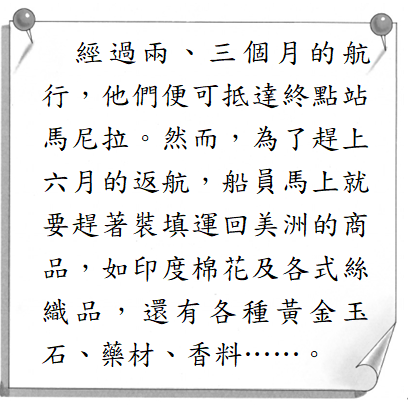 經過兩、三個月的航
行，他們便可抵達終點站
馬尼拉。然而，為了趕上
六月的返航，船員馬上就
要趕著裝填運回美洲的商
品，如印度棉花及各式絲
織品，還有各種黃金玉
石、藥材、香料……。